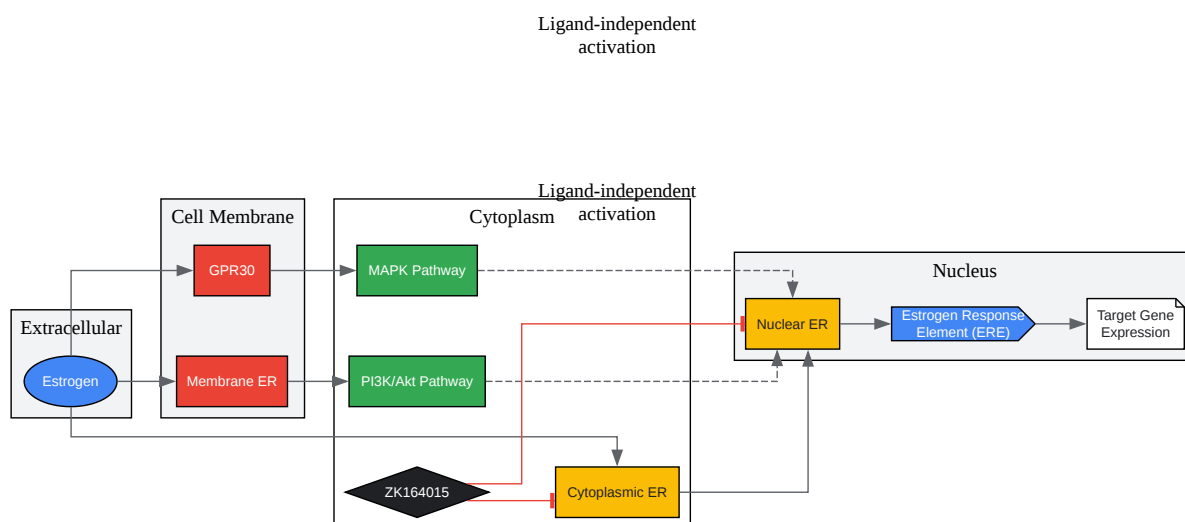 Ligand-independent
activation
Ligand-independent
activation
Cell Membrane
Cytoplasm
GPR30
MAPK Pathway
Nucleus
Extracellular
Nuclear ER
Estrogen Response
Element (ERE)
Target Gene
Expression
Estrogen
Membrane ER
PI3K/Akt Pathway
ZK164015
Cytoplasmic ER